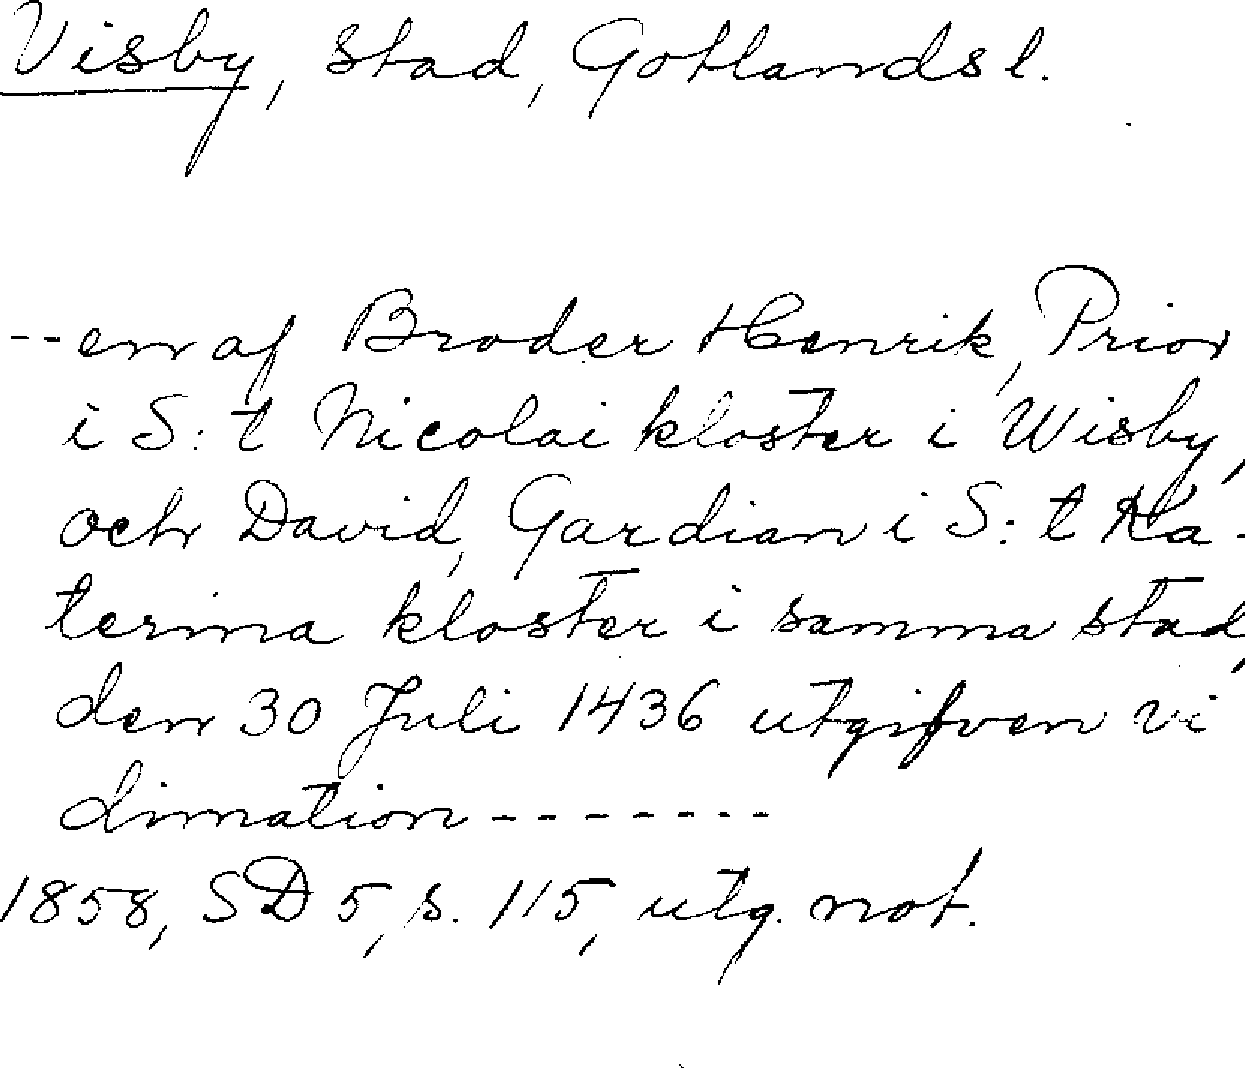 Visby, stad, Gotlands l.
--en af Broder Henrik, Prior
i S:t Nicolai kloster i Wisby,
och David, Gardian i S:t Ka-
terina kloster i samma stad,
den 30 Juli 1436 utgifven vi
dimation --------
1858, SD 5, s. 115, utg. not.